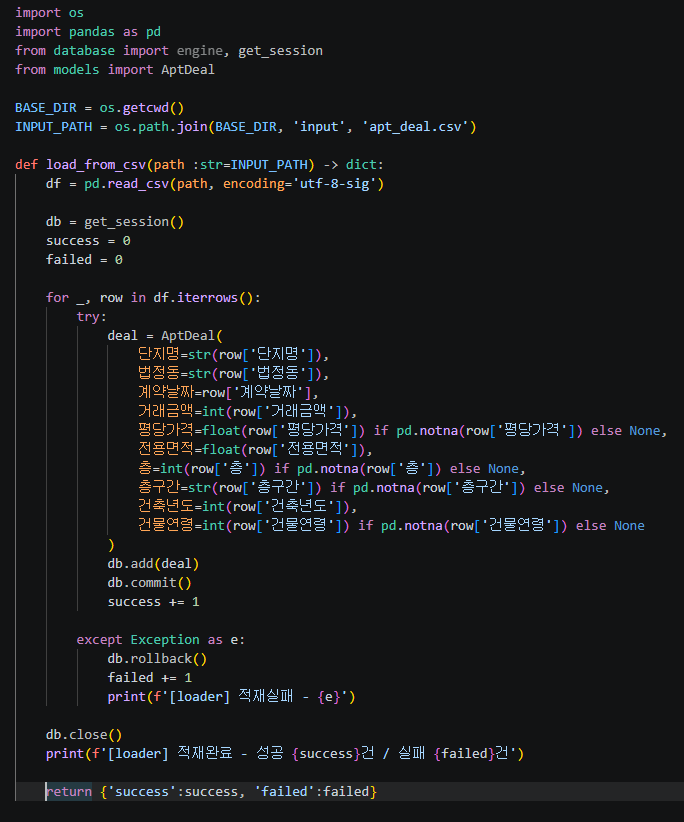 import os
import pandas as pd
from database import engine, get_session
from models import AptDeal

BASE_DIR = os.getcwd()
INPUT_PATH = os.path.join(BASE_DIR, 'input', 'apt_deal.csv')

def load_from_csv(path :str=INPUT_PATH) -> dict:
    df = pd.read_csv(path, encoding='utf-8-sig')

    db = get_session()
    success = 0
    failed = 0

    for _, row in df.iterrows():
        try:
            deal = AptDeal(
                단지명=str(row['단지명']),
                법정동=str(row['법정동']),
                계약날짜=row['계약날짜'],
                거래금액=int(row['거래금액']),
                평당가격=float(row['평당가격']) if pd.notna(row['평당가격']) else None,
                전용면적=float(row['전용면적']),
                층=int(row['층']) if pd.notna(row['층']) else None,
                층구간=str(row['층구간']) if pd.notna(row['층구간']) else None,
                건축년도=int(row['건축년도']),
                건물연령=int(row['건물연령']) if pd.notna(row['건물연령']) else None
            )
            db.add(deal)
            db.commit()
            success += 1

        except Exception as e:
            db.rollback()
            failed += 1
            print(f'[loader] 적재실패 - {e}')

    db.close()
    print(f'[loader] 적재완료 - 성공 {success}건 / 실패 {failed}건')

    return {'success':success, 'failed':failed}